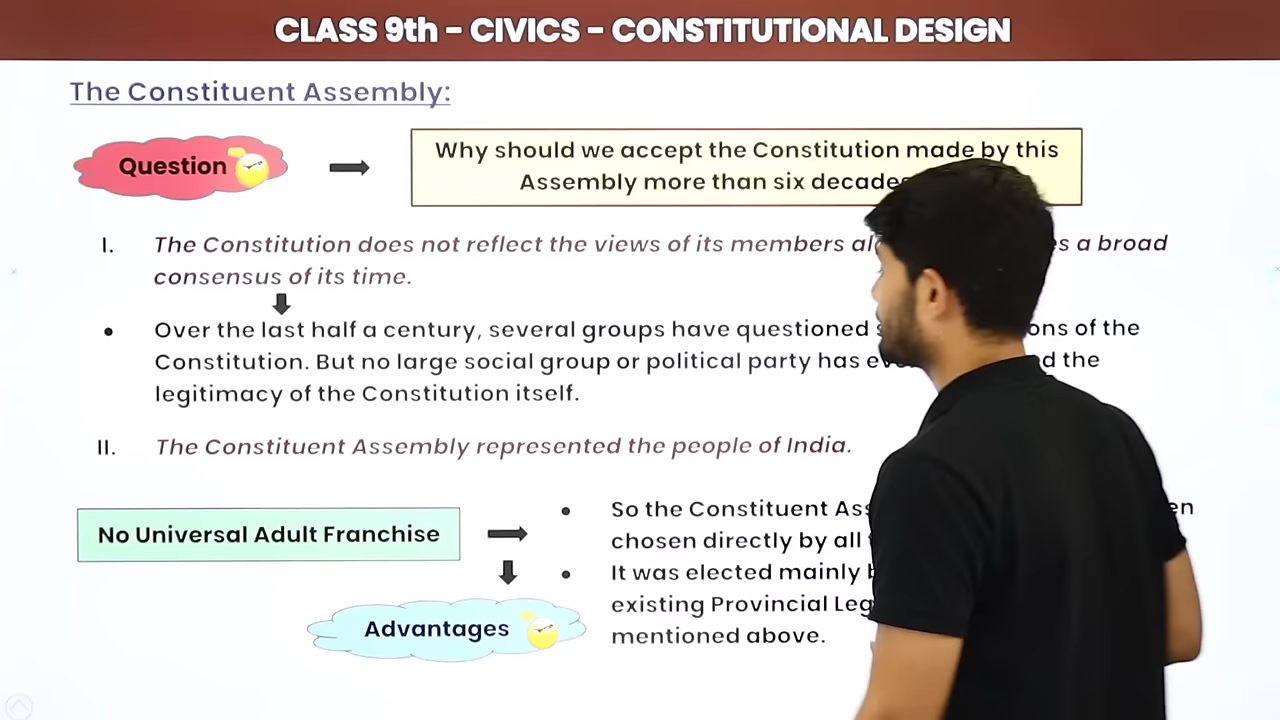 CLASS 9th - CIVICS - CONSTITUTIONAL DESIGN
The Constituent Assembly:
Question
Why should we accept the Constitution made by this
Assembly more than six decades
I. The Constitution does not reflect the views of its members a broad
consensus of its time.
• Over the last half a century, several groups have questioned of the
Constitution. But no large social group or political party has the
legitimacy of the Constitution itself.
II. The Constituent Assembly represented the people of India.
No Universal Adult Franchise
• So the Constituent
chosen directly by all
• It was elected mainly
existing Provincial
mentioned above.
Advantages